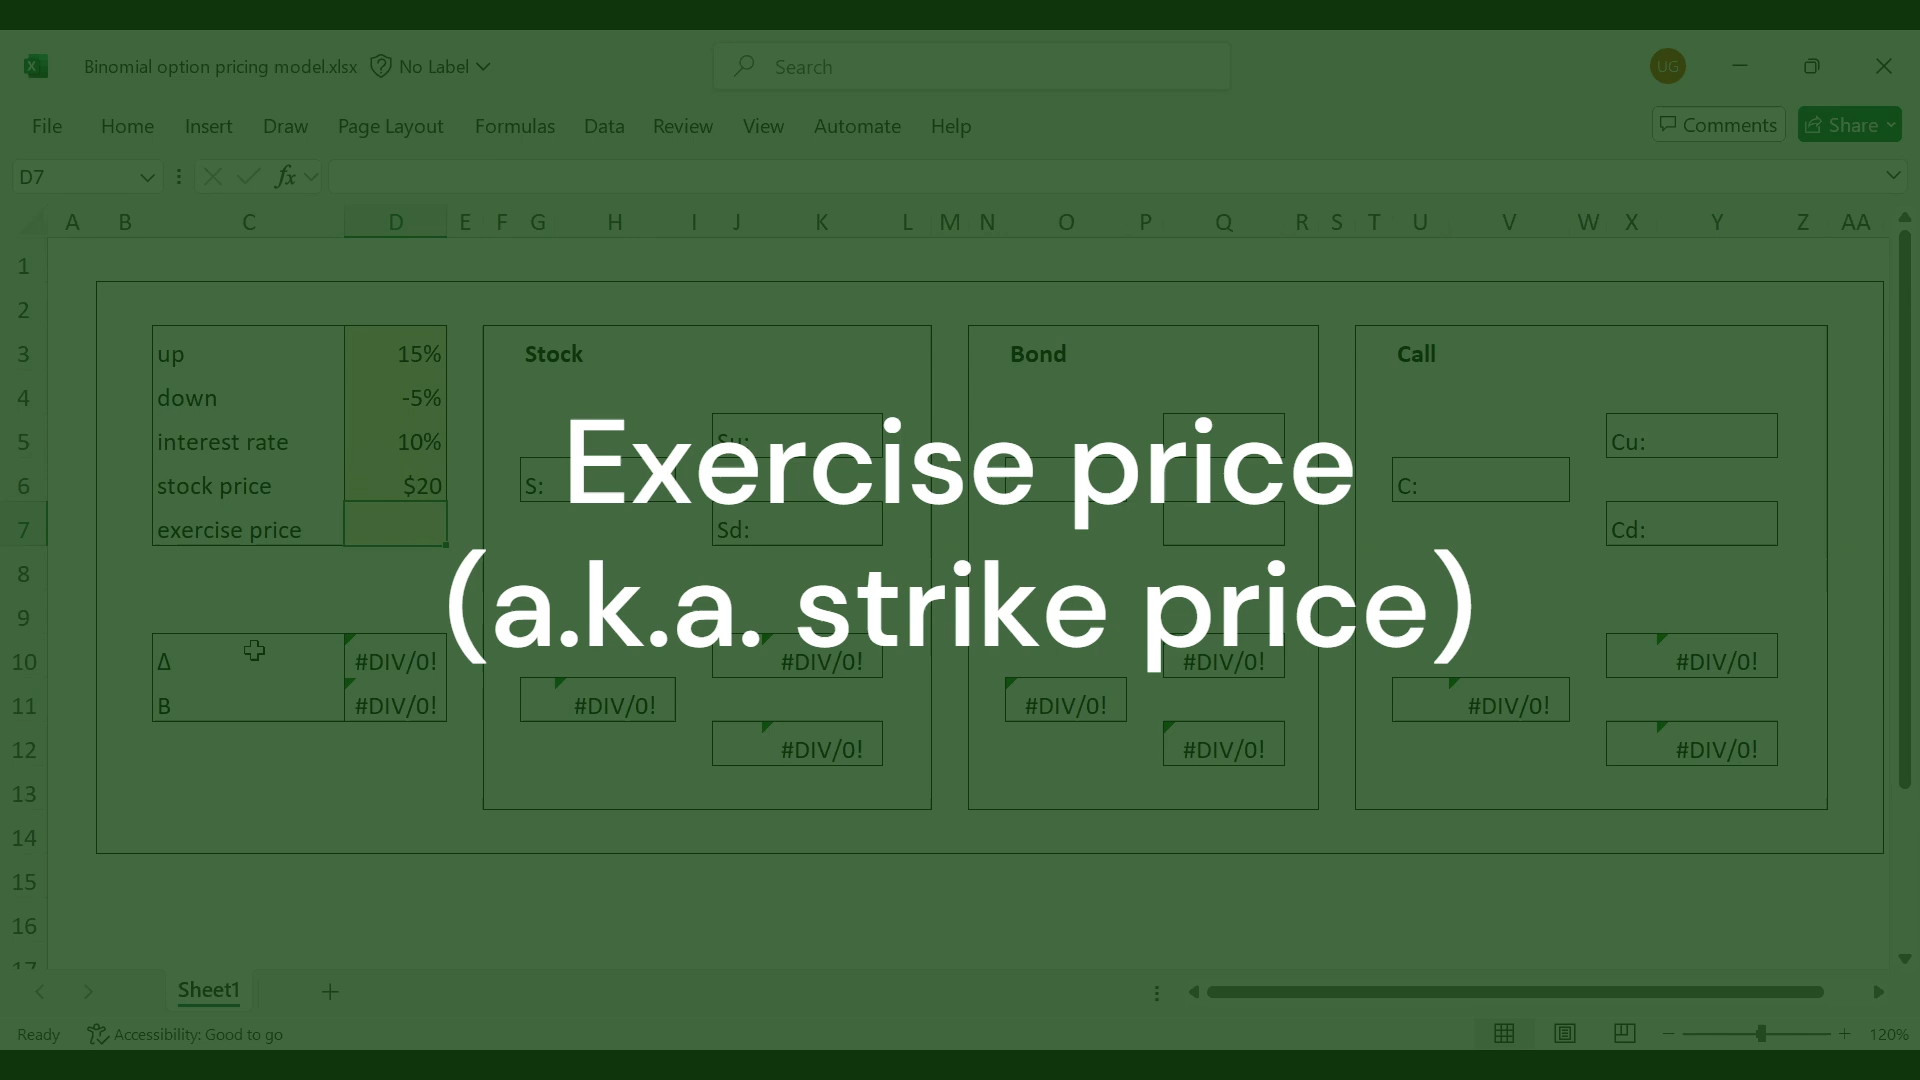 Binomial option pricing model.xlsx No Label Search UG
File Home Insert Draw Page Layout Formulas Data Review View Automate Help Comments Share
D7 fx
A B C D E F G H I J K L M N O P Q R S T U V W X Y Z AA
1
2
3 up 15% Stock Bond Call
4 down -5%
5 interest rate 10% Su: Cu:
6 stock price $20 S: C:
7 exercise price Sd: Cd:
Exercise price
(a.k.a. strike price)
8
9
10 Δ #DIV/0! #DIV/0! #DIV/0! #DIV/0!
11 B #DIV/0! #DIV/0! #DIV/0! #DIV/0!
12 #DIV/0! #DIV/0! #DIV/0!
13
14
15
16
17
Sheet1
Ready Accessibility: Good to go 120%